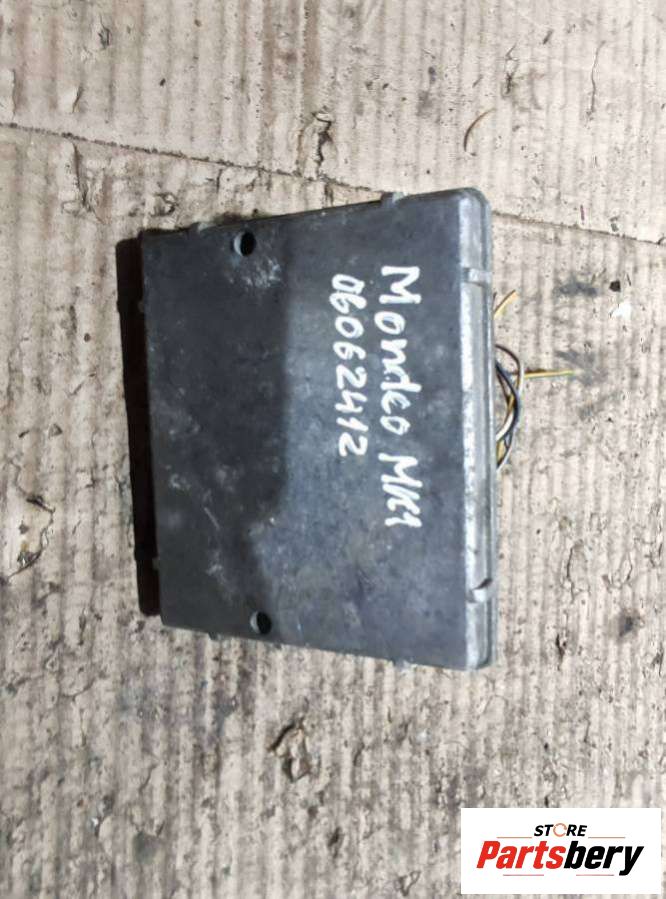 Mondeo MK1
06062412
STORE
Partsbery